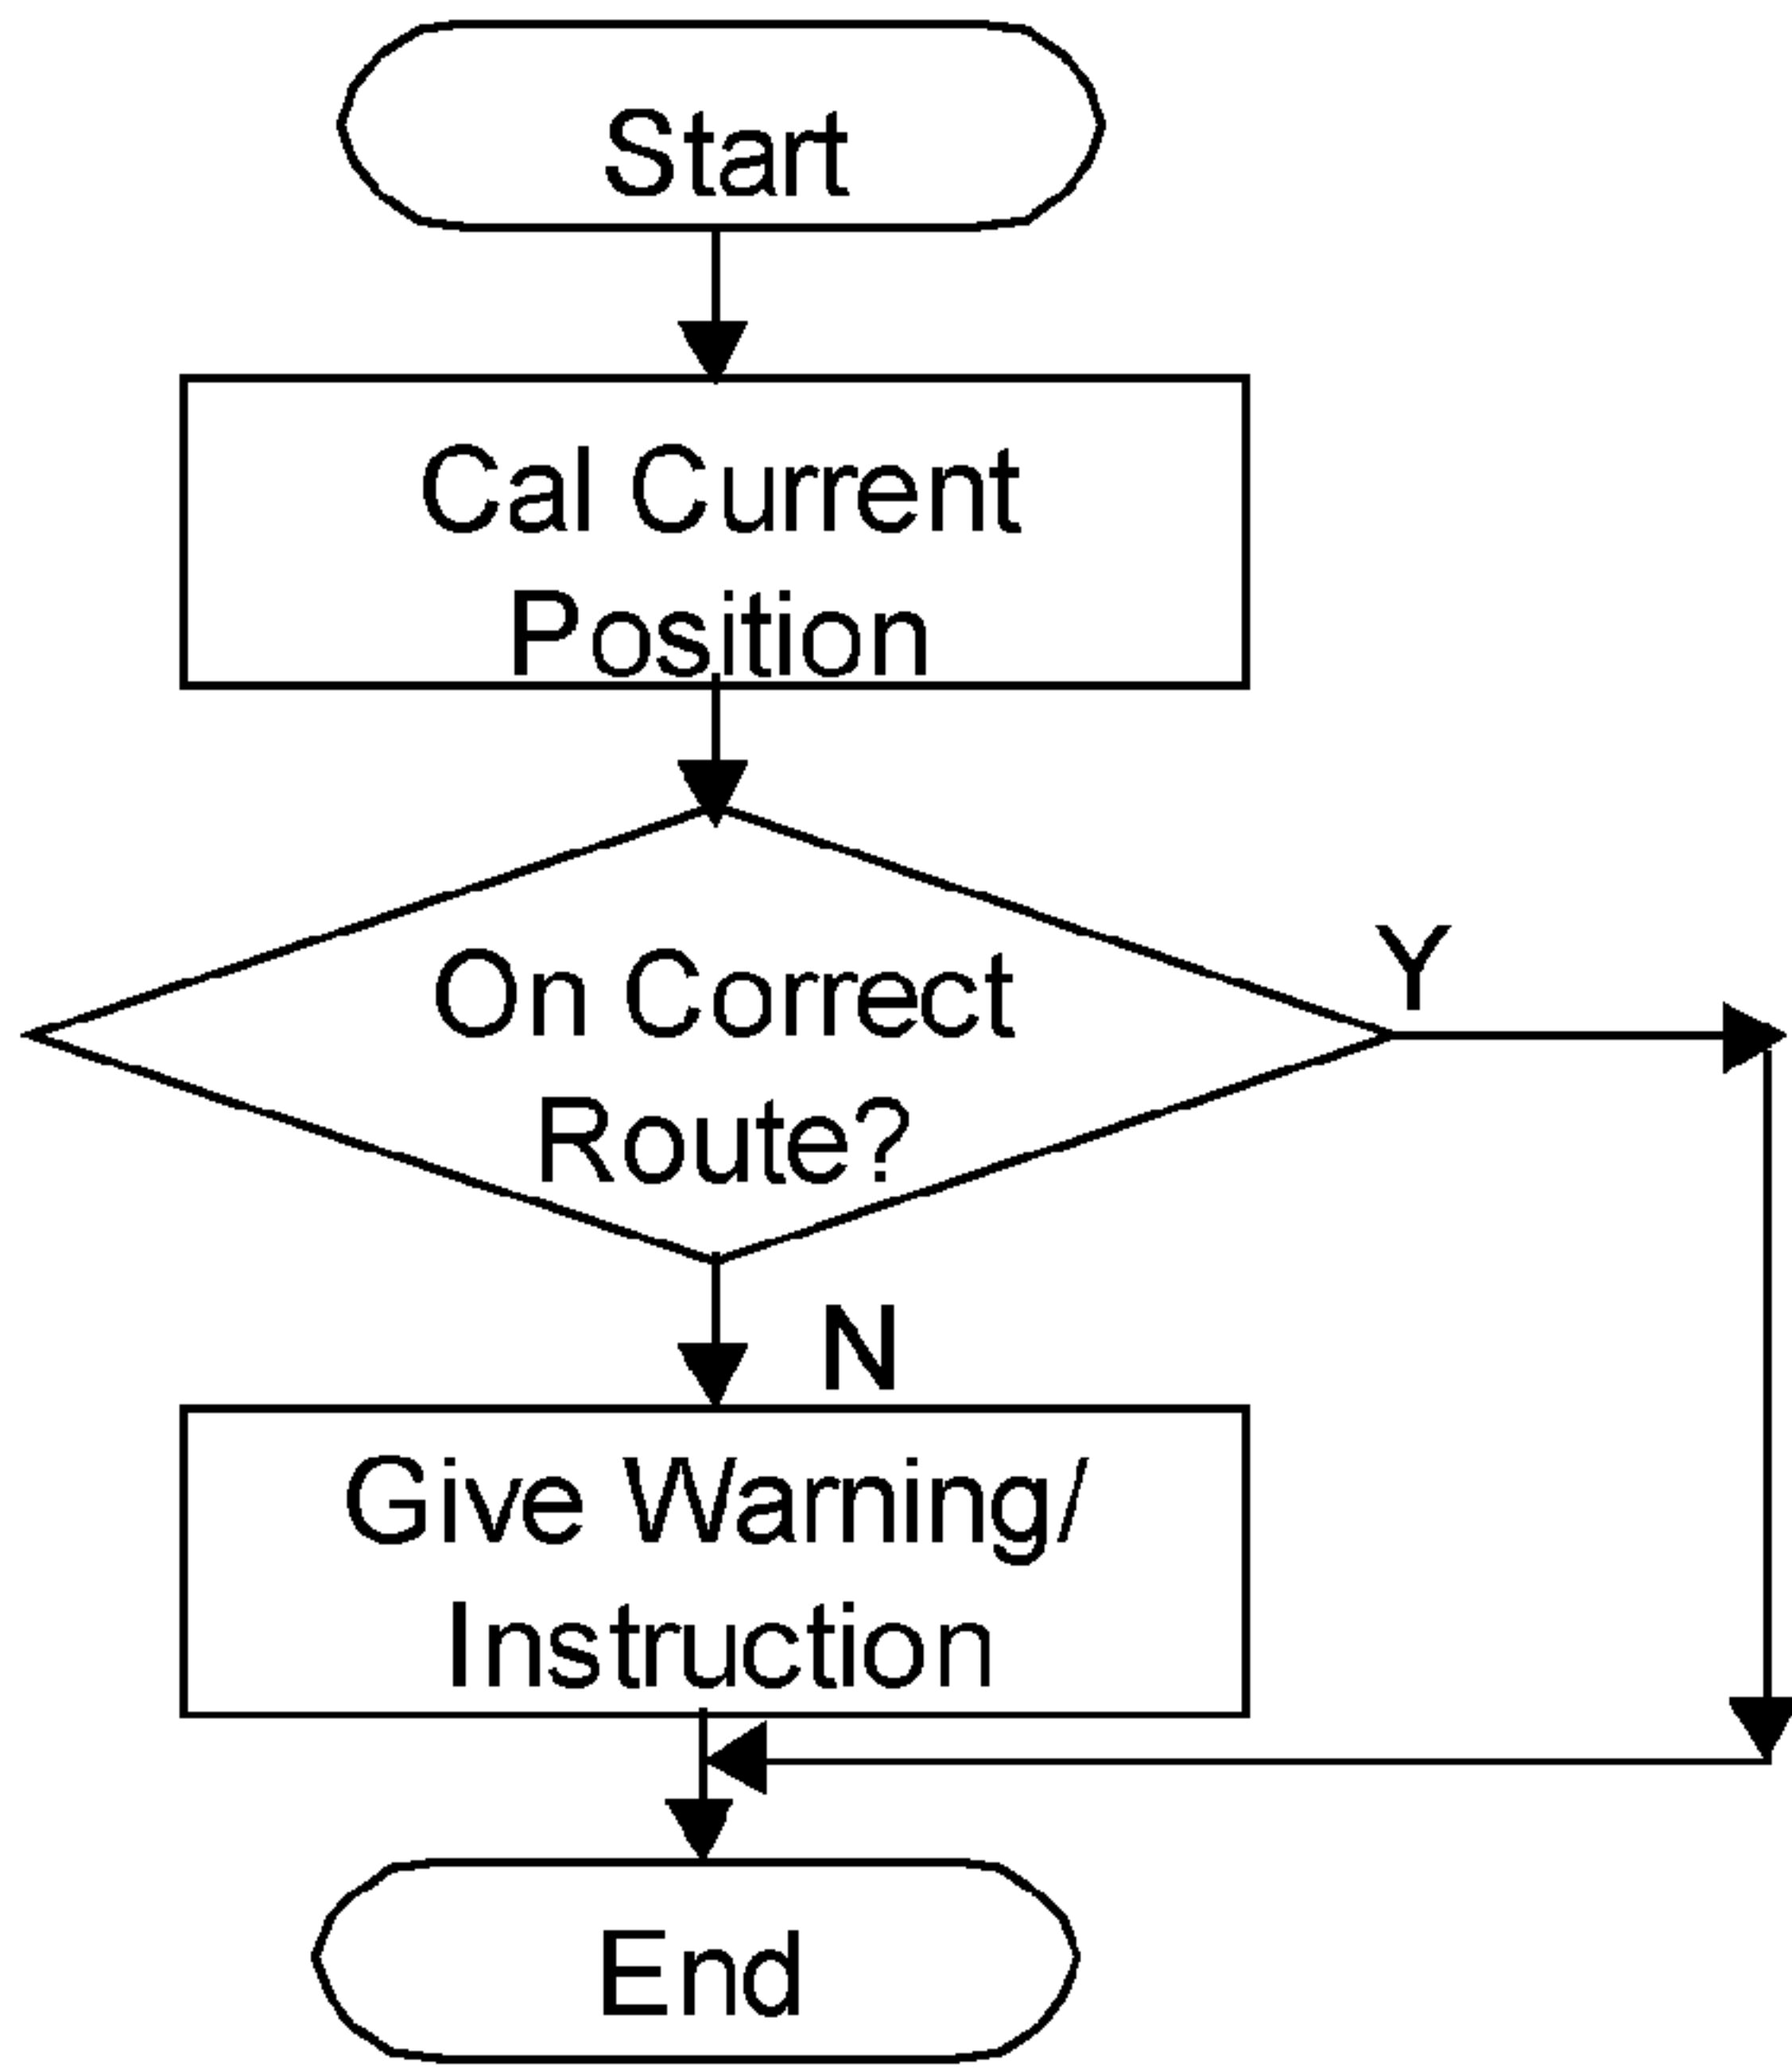 Start
Cal Current
Position
On Correct
Route?
Y
N
Give Warning/
Instruction
End